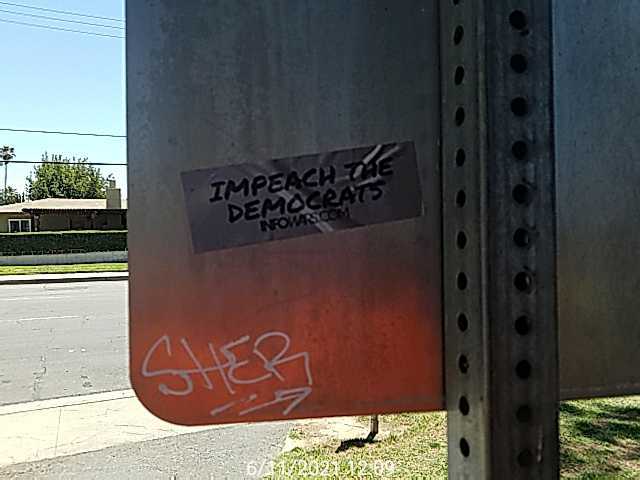 IMPEACH THE
DEMOCRATS
INFOWARS.COM
SHER
6/11/2021 12:09